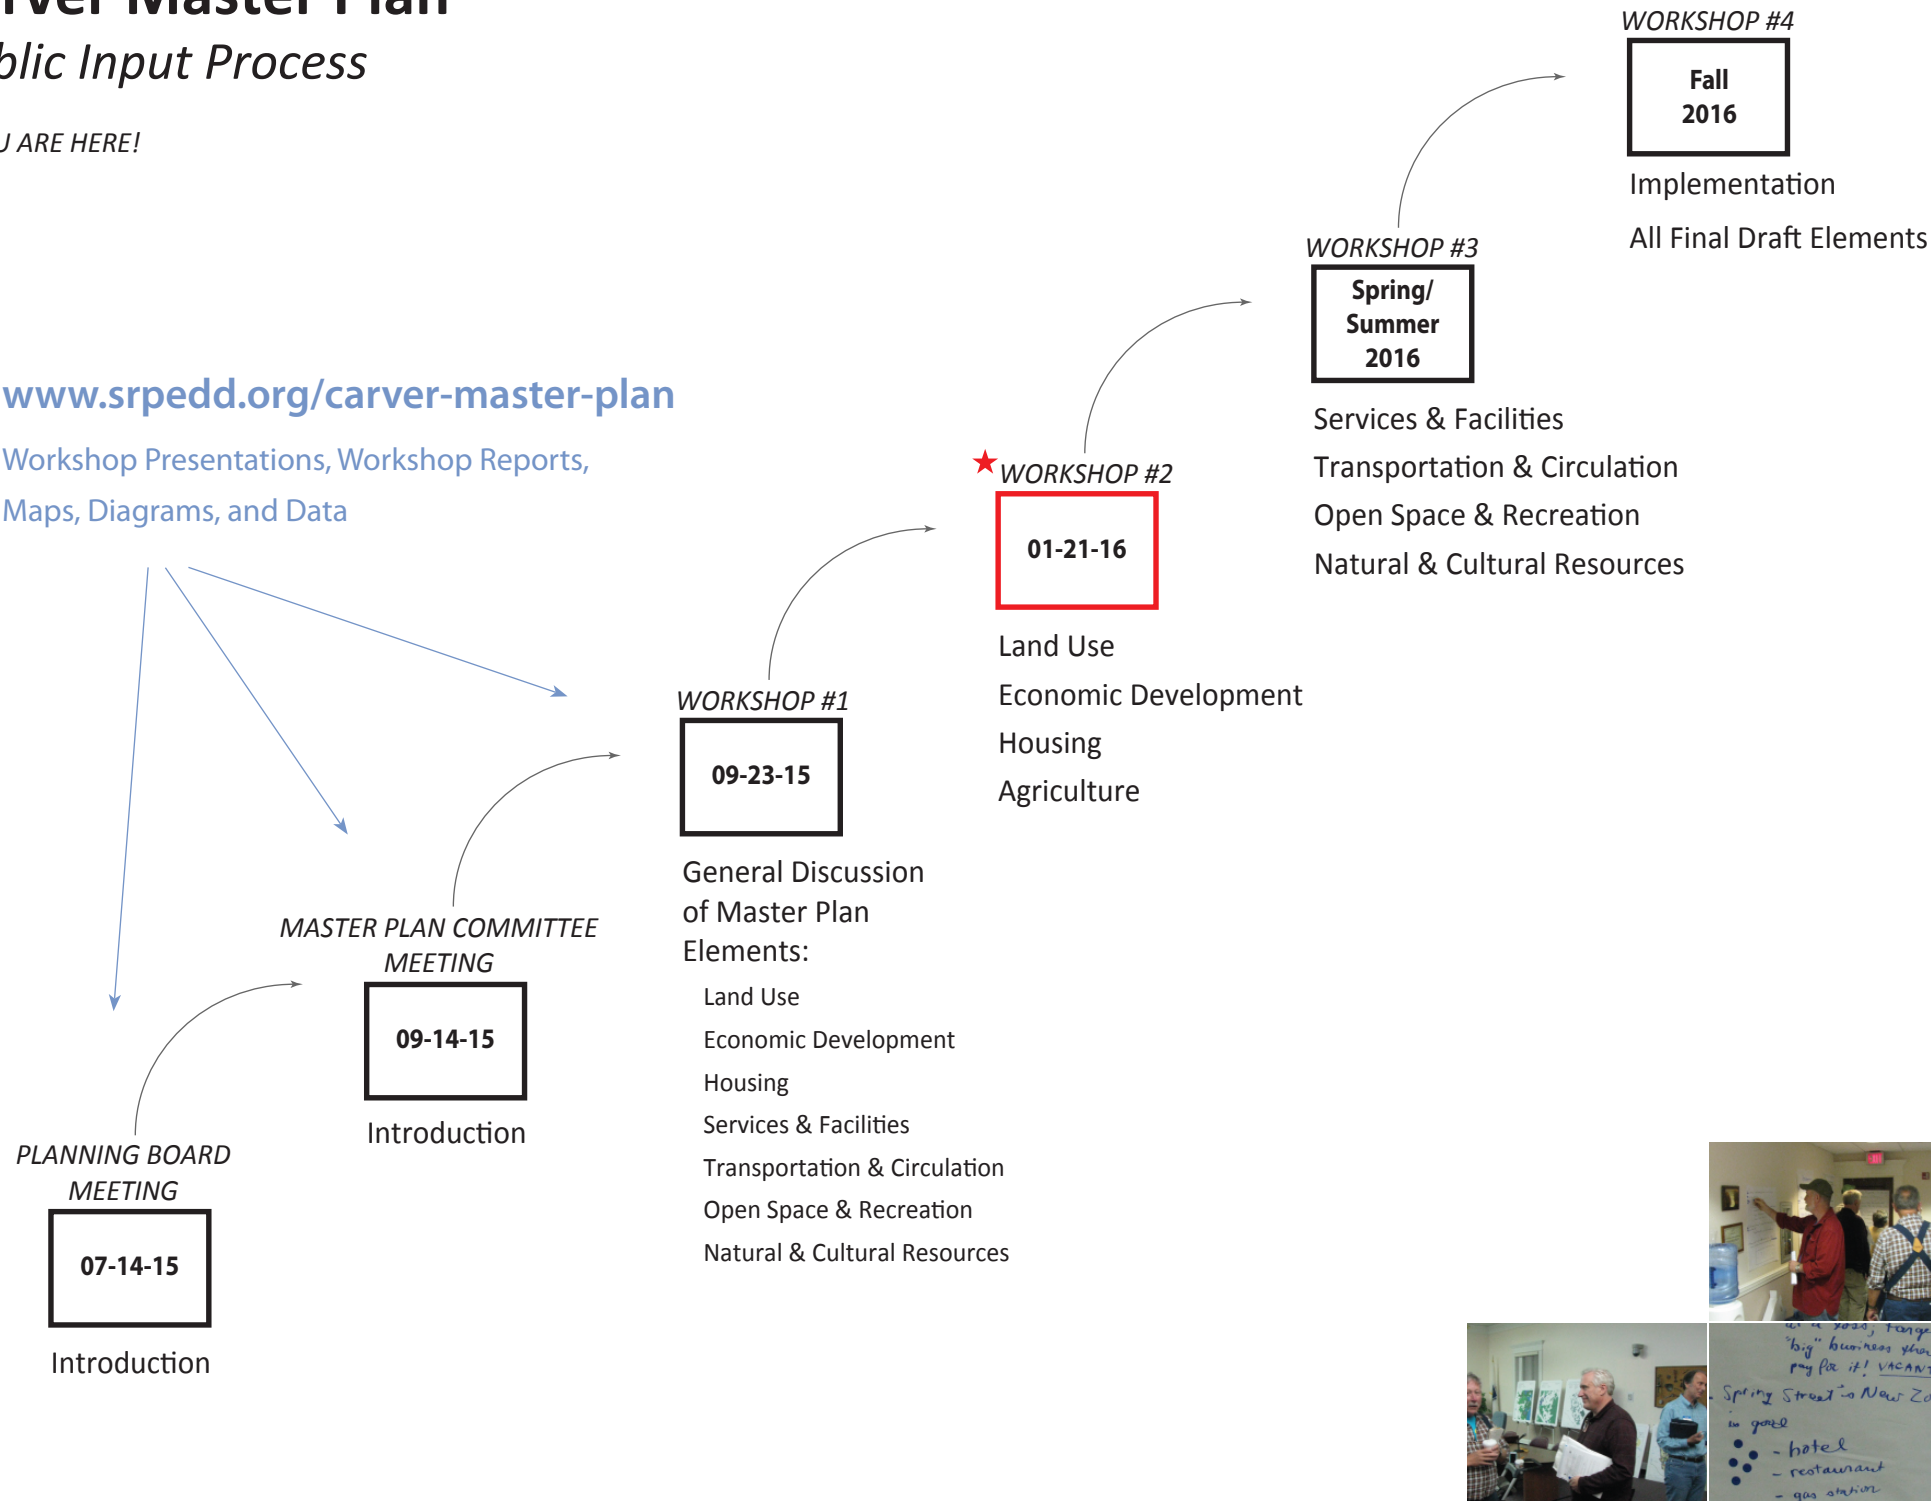 rver Master Plan
blic Input Process
U ARE HERE!
www.srpedd.org/carver-master-plan
Workshop Presentations, Workshop Reports,
Maps, Diagrams, and Data
PLANNING BOARD
MEETING
07-14-15
Introduction
MASTER PLAN COMMITTEE
MEETING
09-14-15
Introduction
WORKSHOP #1
09-23-15
General Discussion
of Master Plan
Elements:
Land Use
Economic Development
Housing
Services & Facilities
Transportation & Circulation
Open Space & Recreation
Natural & Cultural Resources
WORKSHOP #2
01-21-16
Land Use
Economic Development
Housing
Agriculture
WORKSHOP #3
Spring/
Summer
2016
Services & Facilities
Transportation & Circulation
Open Space & Recreation
Natural & Cultural Resources
WORKSHOP #4
Fall
2016
Implementation
All Final Draft Elements
"big" business
pay for it! VACANT
Spring Street New
- hotel
- restaurant
- gas station